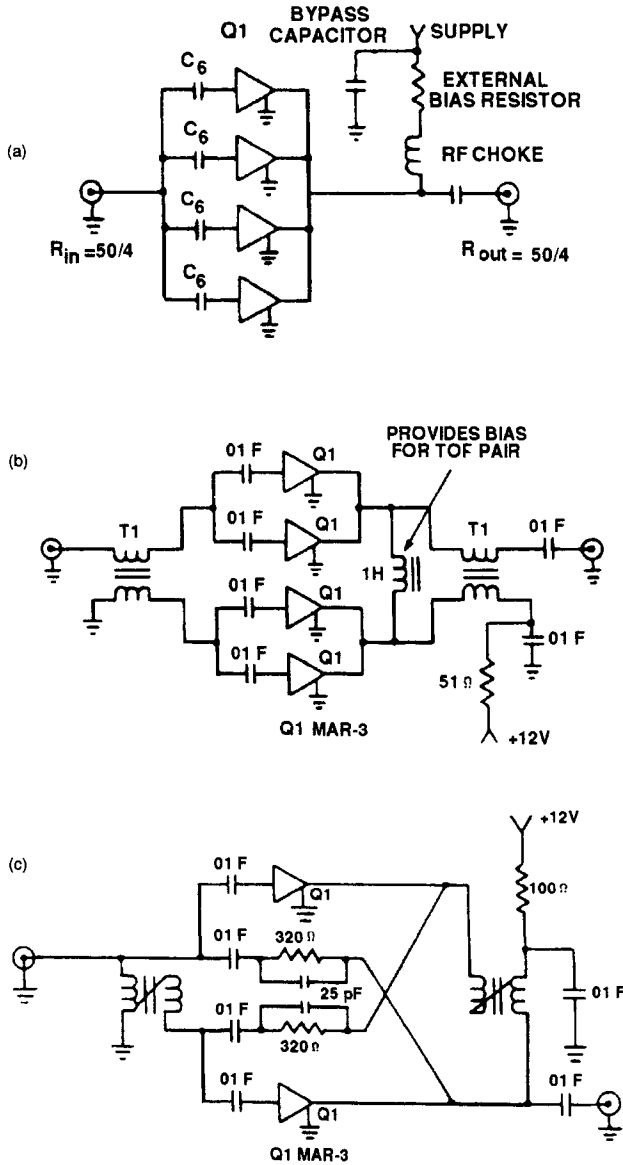 Q1
BYPASS
CAPACITOR
SUPPLY
C6
EXTERNAL
BIAS RESISTOR
(a)
C6
RF CHOKE
C6
Rin =50/4
C6
Rout = 50/4
(b)
PROVIDES BIAS
FOR TOF PAIR
01 F
Q1
T1
01 F
Q1
T1
01 F
1H
01 F
Q1
01 F
01 F
Q1
51 Ω
Q1 MAR-3
+12V
(c)
+12V
01 F
Q1
100Ω
01 F
320 Ω
25 pF
01 F
01 F
320Ω
01 F
01 F
Q1
Q1 MAR-3